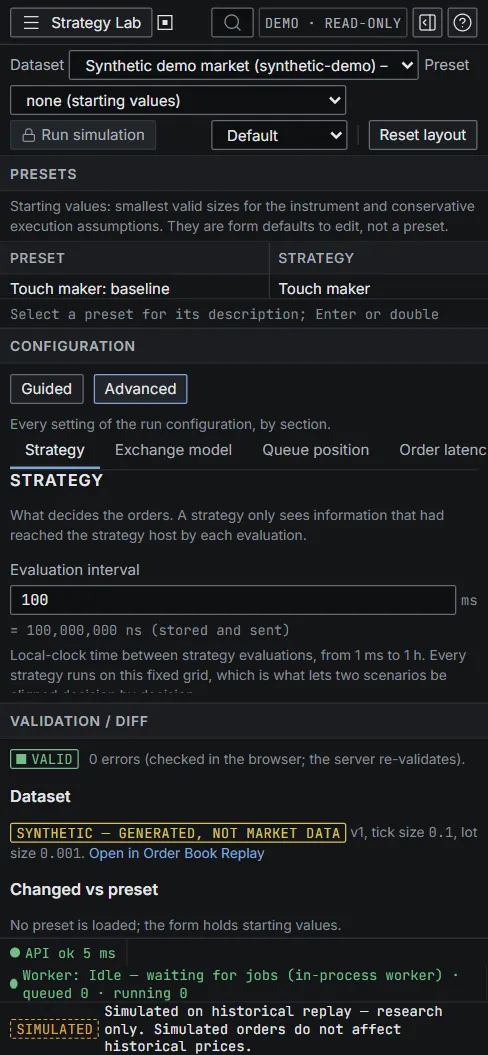 Strategy Lab
DEMO · READ-ONLY
Dataset Synthetic demo market (synthetic-demo) – Preset
none (starting values)
Run simulation Default Reset layout
PRESETS
Starting values: smallest valid sizes for the instrument and conservative
execution assumptions. They are form defaults to edit, not a preset.
PRESET STRATEGY
Touch maker: baseline Touch maker
Select a preset for its description; Enter or double
CONFIGURATION
Guided Advanced
Every setting of the run configuration, by section.
Strategy Exchange model Queue position Order latenc
STRATEGY
What decides the orders. A strategy only sees information that had
reached the strategy host by each evaluation.
Evaluation interval
100 ms
= 100,000,000 ns (stored and sent)
Local-clock time between strategy evaluations, from 1 ms to 1 h. Every
strategy runs on this fixed grid, which is what lets two scenarios be
aligned decision by decision.
VALIDATION / DIFF
VALID 0 errors (checked in the browser; the server re-validates).
Dataset
SYNTHETIC — GENERATED, NOT MARKET DATA v1, tick size 0.1, lot
size 0.001. Open in Order Book Replay
Changed vs preset
No preset is loaded; the form holds starting values.
API ok 5 ms
Worker: Idle — waiting for jobs (in-process worker) ·
queued 0 · running 0
SIMULATED Simulated on historical replay — research
only. Simulated orders do not affect
historical prices.